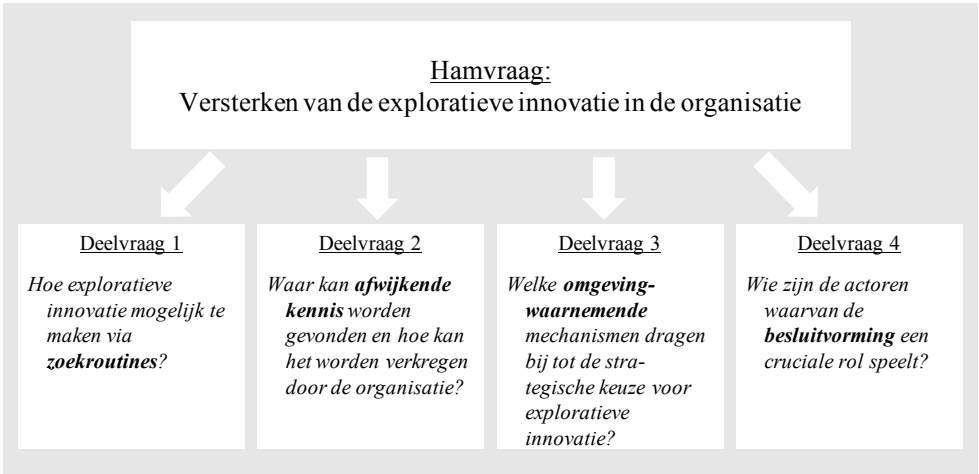 Hamvraag:
Versterken van de exploratieve innovatie in de organisatie
Deelvraag 1
Hoe exploratieve
innovatie mogelijk te
maken via
zoekroutines?
Deelvraag 2
Waar kan afwijkende
kennis worden
gevonden en hoe kan
het worden verkregen
door de organisatie?
Deelvraag 3
Welke omgeving-
waarnemende
mechanismen dragen
bij tot de stra-
tegische keuze voor
exploratieve
innovatie?
Deelvraag 4
Wie zijn de actoren
waarvan de
besluitvorming een
cruciale rol speelt?